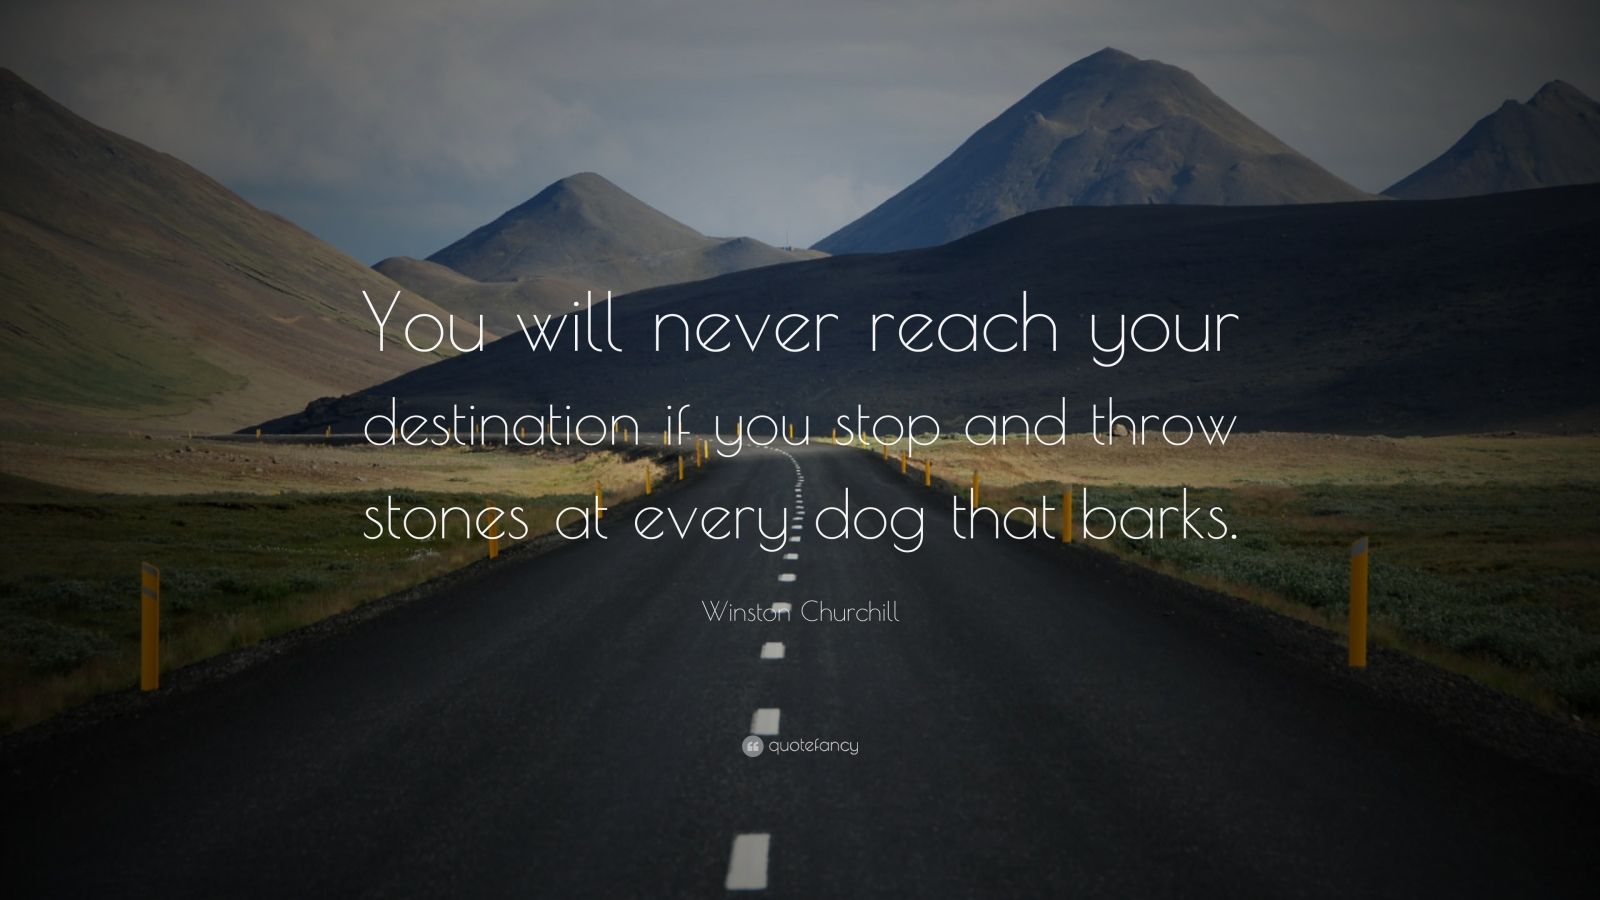 You will never reach your
destination if you stop and throw
stones at every dog that barks.
Winston Churchill
quotefancy